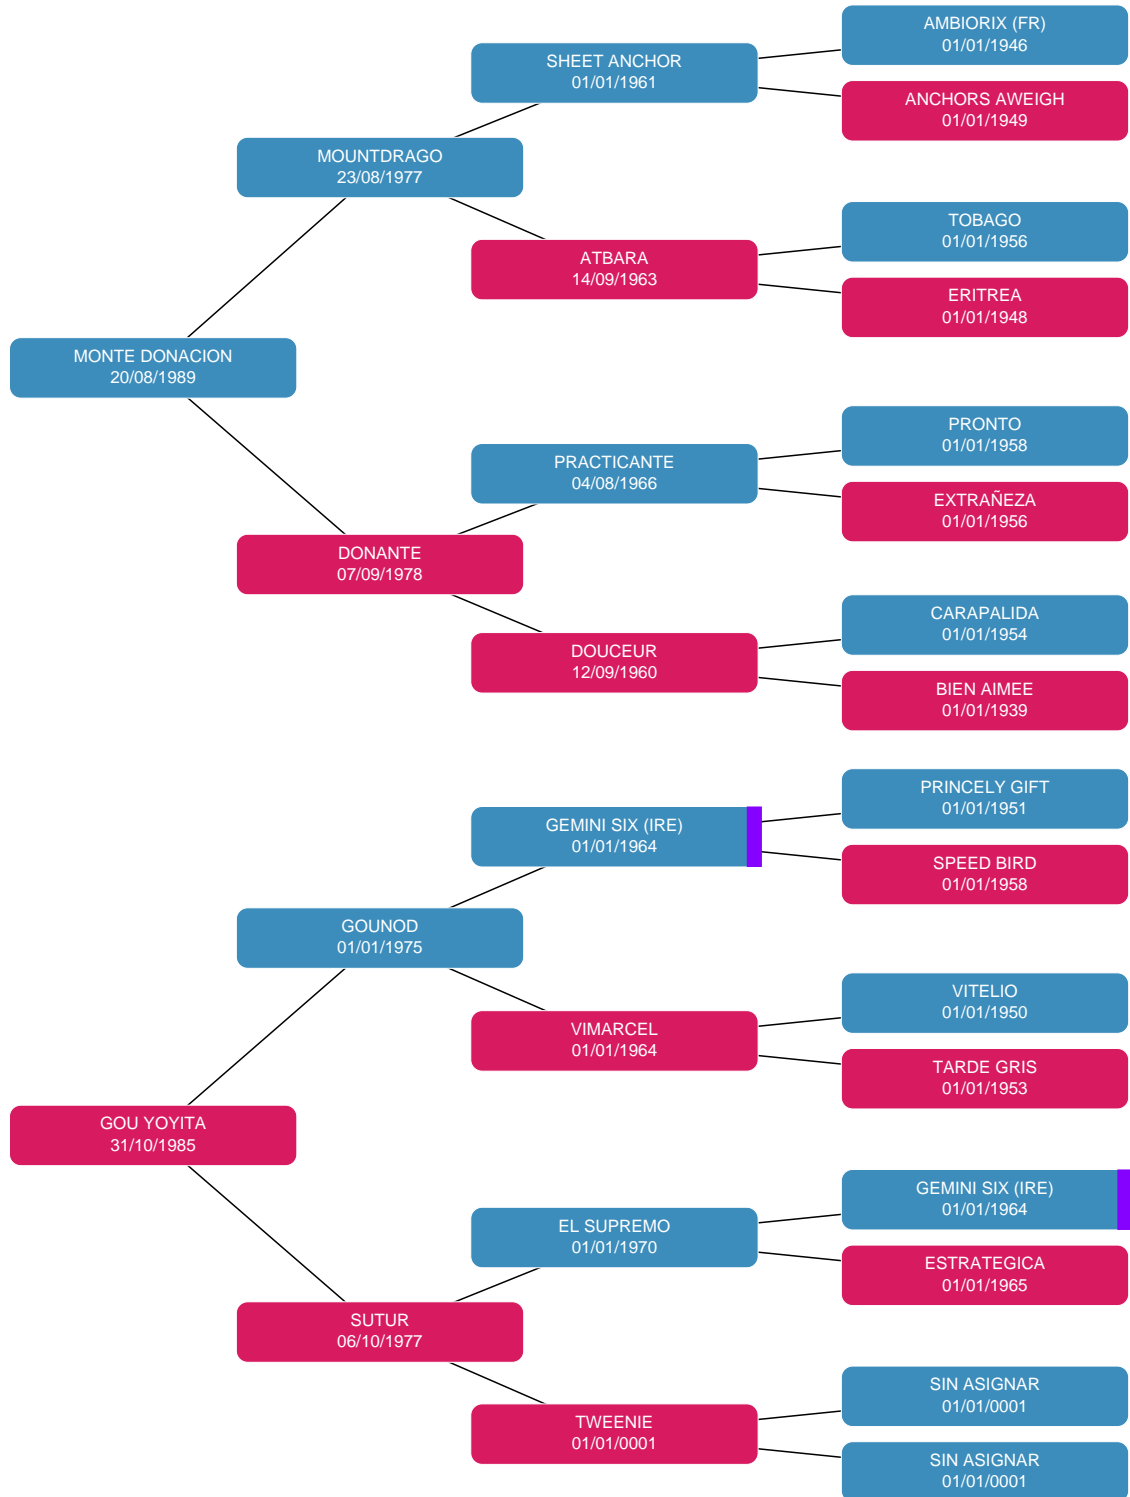 AMBIORIX (FR)
01/01/1946
SHEET ANCHOR
01/01/1961
ANCHORS AWEIGH
01/01/1949
MOUNTDRAGO
23/08/1977
TOBAGO
01/01/1956
ATBARA
14/09/1963
ERITREA
01/01/1948
MONTE DONACION
20/08/1989
PRONTO
01/01/1958
PRACTICANTE
04/08/1966
EXTRAÑEZA
01/01/1956
DONANTE
07/09/1978
CARAPALIDA
01/01/1954
DOUCEUR
12/09/1960
BIEN AIMEE
01/01/1939
PRINCELY GIFT
01/01/1951
GEMINI SIX (IRE)
01/01/1964
SPEED BIRD
01/01/1958
GOUNOD
01/01/1975
VITELIO
01/01/1950
VIMARCEL
01/01/1964
TARDE GRIS
01/01/1953
GOU YOYITA
31/10/1985
GEMINI SIX (IRE)
01/01/1964
EL SUPREMO
01/01/1970
ESTRATEGICA
01/01/1965
SUTUR
06/10/1977
SIN ASIGNAR
01/01/0001
TWEENIE
01/01/0001
SIN ASIGNAR
01/01/0001